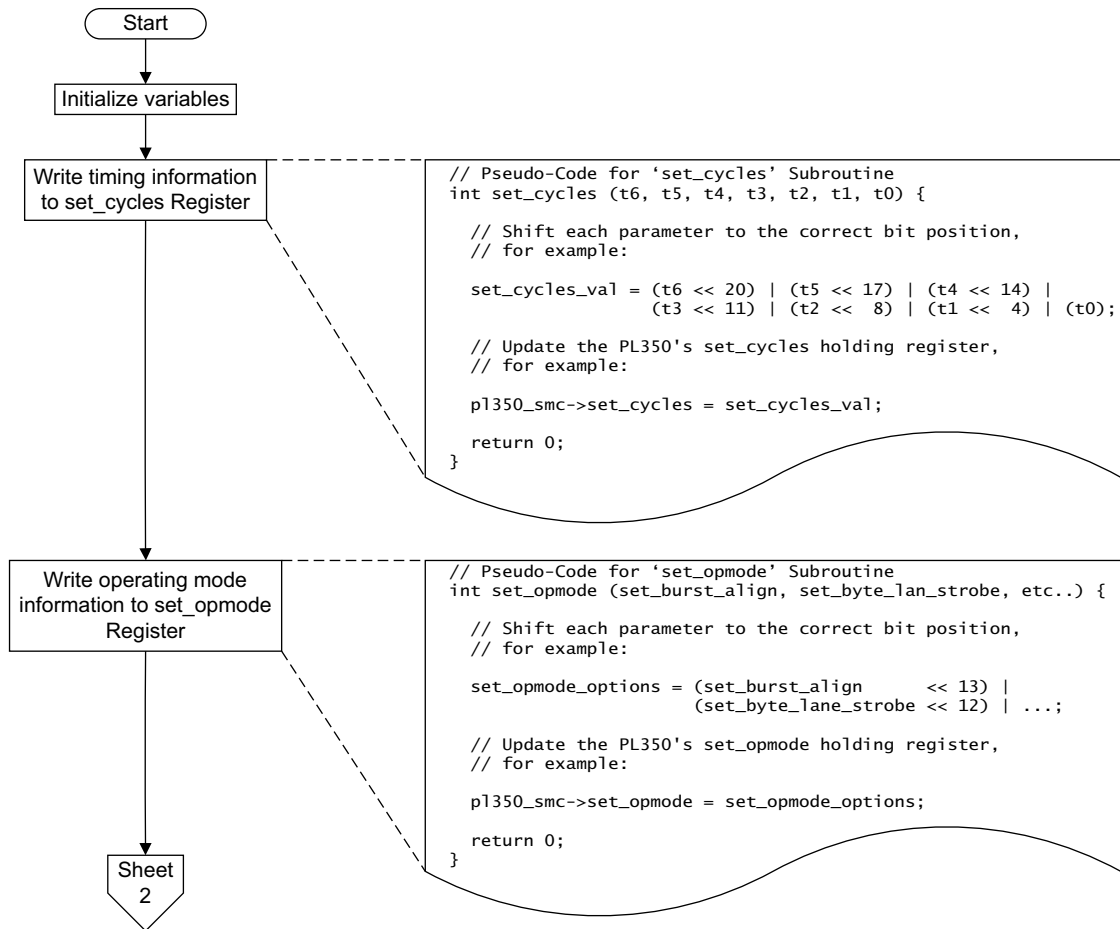 Start
Initialize variables
Write timing information
to set_cycles Register
// Pseudo-Code for ‘set_cycles’ Subroutine
int set_cycles (t6, t5, t4, t3, t2, t1, t0) {
// Shift each parameter to the correct bit position,
// for example:
set_cycles_val = (t6 << 20) | (t5 << 17) | (t4 << 14) |
(t3 << 11) | (t2 <<  8) | (t1 <<  4) | (t0);
// Update the PL350's set_cycles holding register,
// for example:
pl350_smc->set_cycles = set_cycles_val;
return 0;
}
Write operating mode
information to set_opmode
Register
// Pseudo-Code for ‘set_opmode’ Subroutine
int set_opmode (set_burst_align, set_byte_lan_strobe, etc..) {
// Shift each parameter to the correct bit position,
// for example:
set_opmode_options = (set_burst_align      << 13) |
(set_byte_lane_strobe << 12) | ...;
// Update the PL350's set_opmode holding register,
// for example:
pl350_smc->set_opmode = set_opmode_options;
return 0;
}
Sheet
2